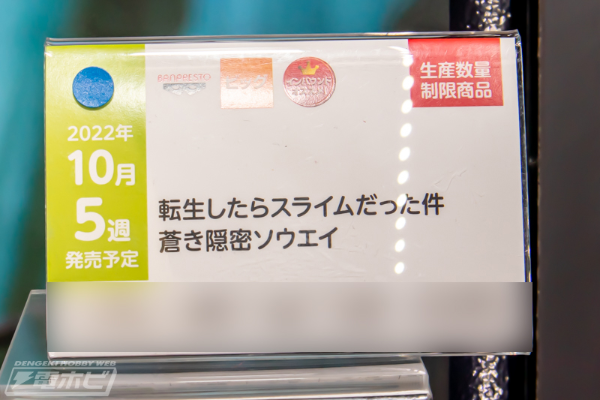 BANPRESTO
生産数量
制限商品
2022年
10月
5週
発売予定
転生したらスライムだった件
蒼き隠密ソウエイ
DENGEKI HOBBY WEB
電ホビ